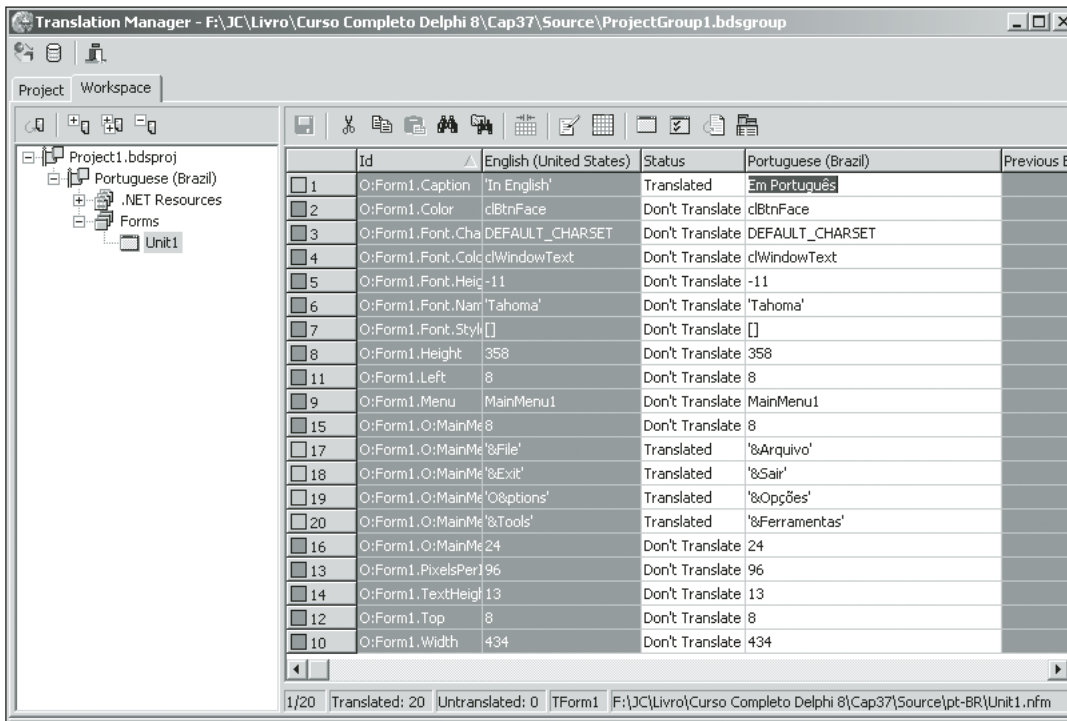 Translation Manager - F:\JC\Livro\Curso Completo Delphi 8\Cap37\Source\ProjectGroup1.bdsgroup
Project Workspace
Project1.bdsproj
Portuguese (Brazil)
.NET Resources
Forms
Unit1
Id English (United States) Status Portuguese (Brazil) Previous E
1 O:Form1.Caption 'In English' Translated Em Português
2 O:Form1.Color clBtnFace Don't Translate clBtnFace
3 O:Form1.Font.Cha DEFAULT_CHARSET Don't Translate DEFAULT_CHARSET
4 O:Form1.Font.Colo clWindowText Don't Translate clWindowText
5 O:Form1.Font.Heig -11 Don't Translate -11
6 O:Form1.Font.Nam 'Tahoma' Don't Translate 'Tahoma'
7 O:Form1.Font.Style [] Don't Translate []
8 O:Form1.Height 358 Don't Translate 358
11 O:Form1.Left 8 Don't Translate 8
9 O:Form1.Menu MainMenu1 Don't Translate MainMenu1
15 O:Form1.O:MainMe 8 Don't Translate 8
17 O:Form1.O:MainMe '&File' Translated '&Arquivo'
18 O:Form1.O:MainMe '&Exit' Translated '&Sair'
19 O:Form1.O:MainMe 'O&ptions' Translated '&Opções'
20 O:Form1.O:MainMe '&Tools' Translated '&Ferramentas'
16 O:Form1.O:MainMe 24 Don't Translate 24
13 O:Form1.PixelsPerI 96 Don't Translate 96
14 O:Form1.TextHeigh 13 Don't Translate 13
12 O:Form1.Top 8 Don't Translate 8
10 O:Form1.Width 434 Don't Translate 434
1/20 Translated: 20 Untranslated: 0 TForm1 F:\JC\Livro\Curso Completo Delphi 8\Cap37\Source\pt-BR\Unit1.nfm